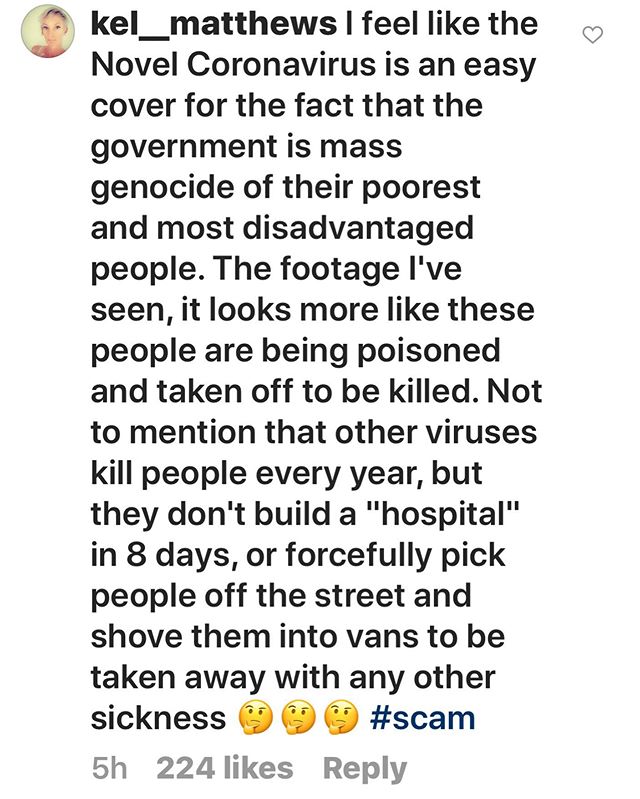 kel__matthews I feel like the
Novel Coronavirus is an easy
cover for the fact that the
government is mass
genocide of their poorest
and most disadvantaged
people. The footage I've
seen, it looks more like these
people are being poisoned
and taken off to be killed. Not
to mention that other viruses
kill people every year, but
they don't build a "hospital"
in 8 days, or forcefully pick
people off the street and
shove them into vans to be
taken away with any other
sickness 🤔🤔🤔 #scam
5h 224 likes Reply